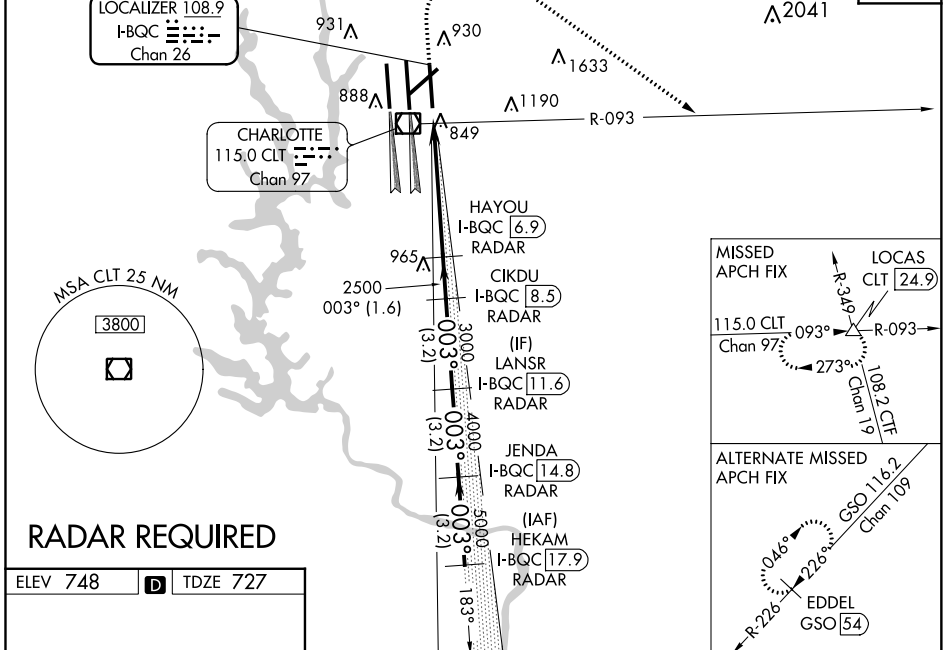 LOCALIZER 108.9
I-BQC
Chan 26
931
930
2041
1633
888
1190
849
R-093
CHARLOTTE
115.0 CLT
Chan 97
HAYOU
I-BQC 6.9
RADAR
965
CIKDU
I-BQC 8.5
RADAR
2500
003° (1.6)
MSA CLT 25 NM
3800
003°
3000
(3.2)
(IF)
LANSR
I-BQC 11.6
RADAR
003°
4000
(3.2)
JENDA
I-BQC 14.8
RADAR
003°
5000
(3.2)
(IAF)
HEKAM
I-BQC 17.9
RADAR
183°
MISSED
APCH FIX
LOCAS
CLT 24.9
R-349
115.0 CLT
Chan 97
093°
R-093
273°
108.2 CTF
Chan 19
ALTERNATE MISSED
APCH FIX
GSO 116.2
Chan 109
046°
226°
EDDEL
GSO 54
R-226
RADAR REQUIRED
ELEV 748 D TDZE 727